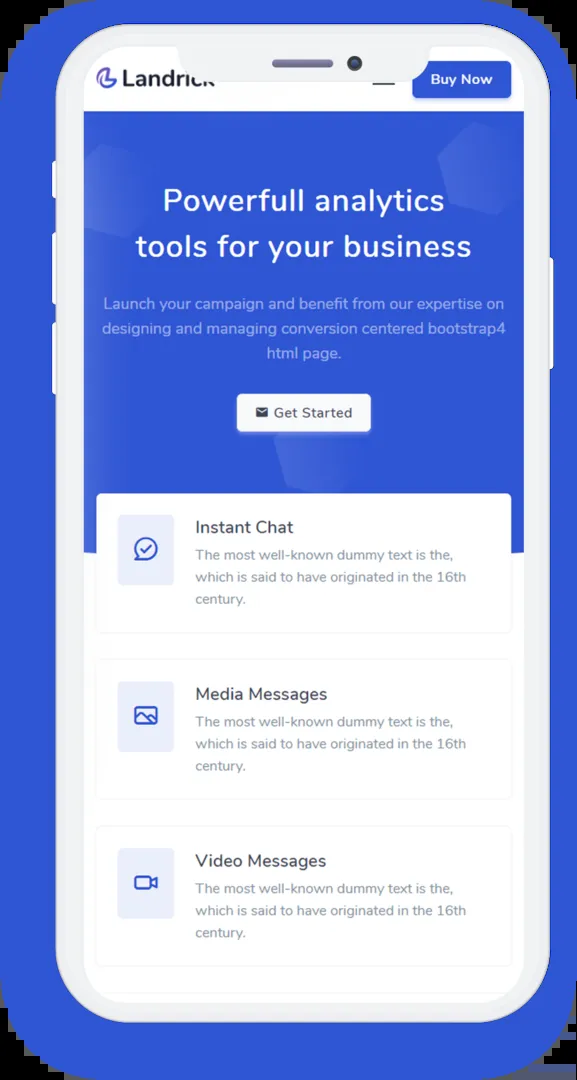 Landrick
Buy Now
Powerfull analytics
tools for your business
Launch your campaign and benefit from our expertise on
designing and managing conversion centered bootstrap4
html page.
Get Started
Instant Chat
The most well-known dummy text is the,
which is said to have originated in the 16th
century.
Media Messages
The most well-known dummy text is the,
which is said to have originated in the 16th
century.
Video Messages
The most well-known dummy text is the,
which is said to have originated in the 16th
century.